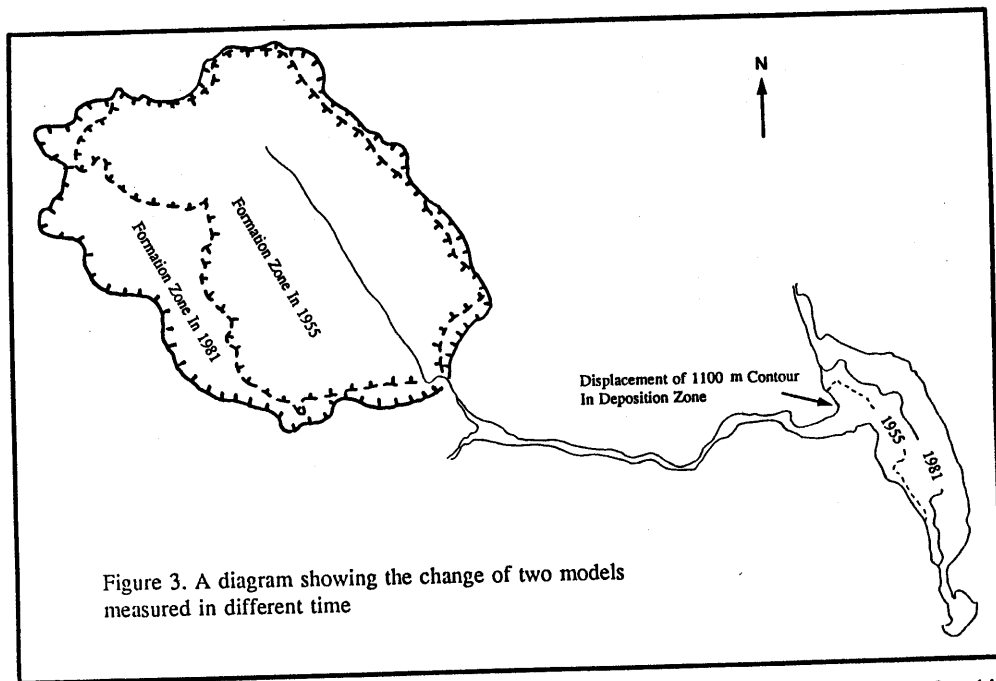 N
Formation Zone In 1955
Formation Zone In 1981
Displacement of 1100 m Contour
In Deposition Zone
1955
1981
Figure 3. A diagram showing the change of two models
measured in different time